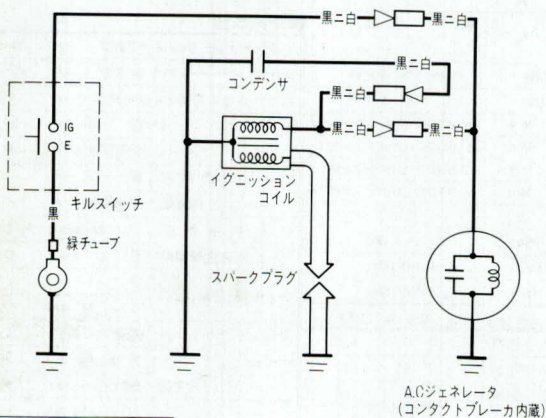 黒ニ白
黒ニ白
コンデンサ
黒ニ白
黒ニ白
IG
E
黒ニ白
黒ニ白
イグニッション
コイル
キルスイッチ
黒
緑チューブ
スパークプラグ
A.Cジェネレータ
(コンタクトブレーカ内蔵)